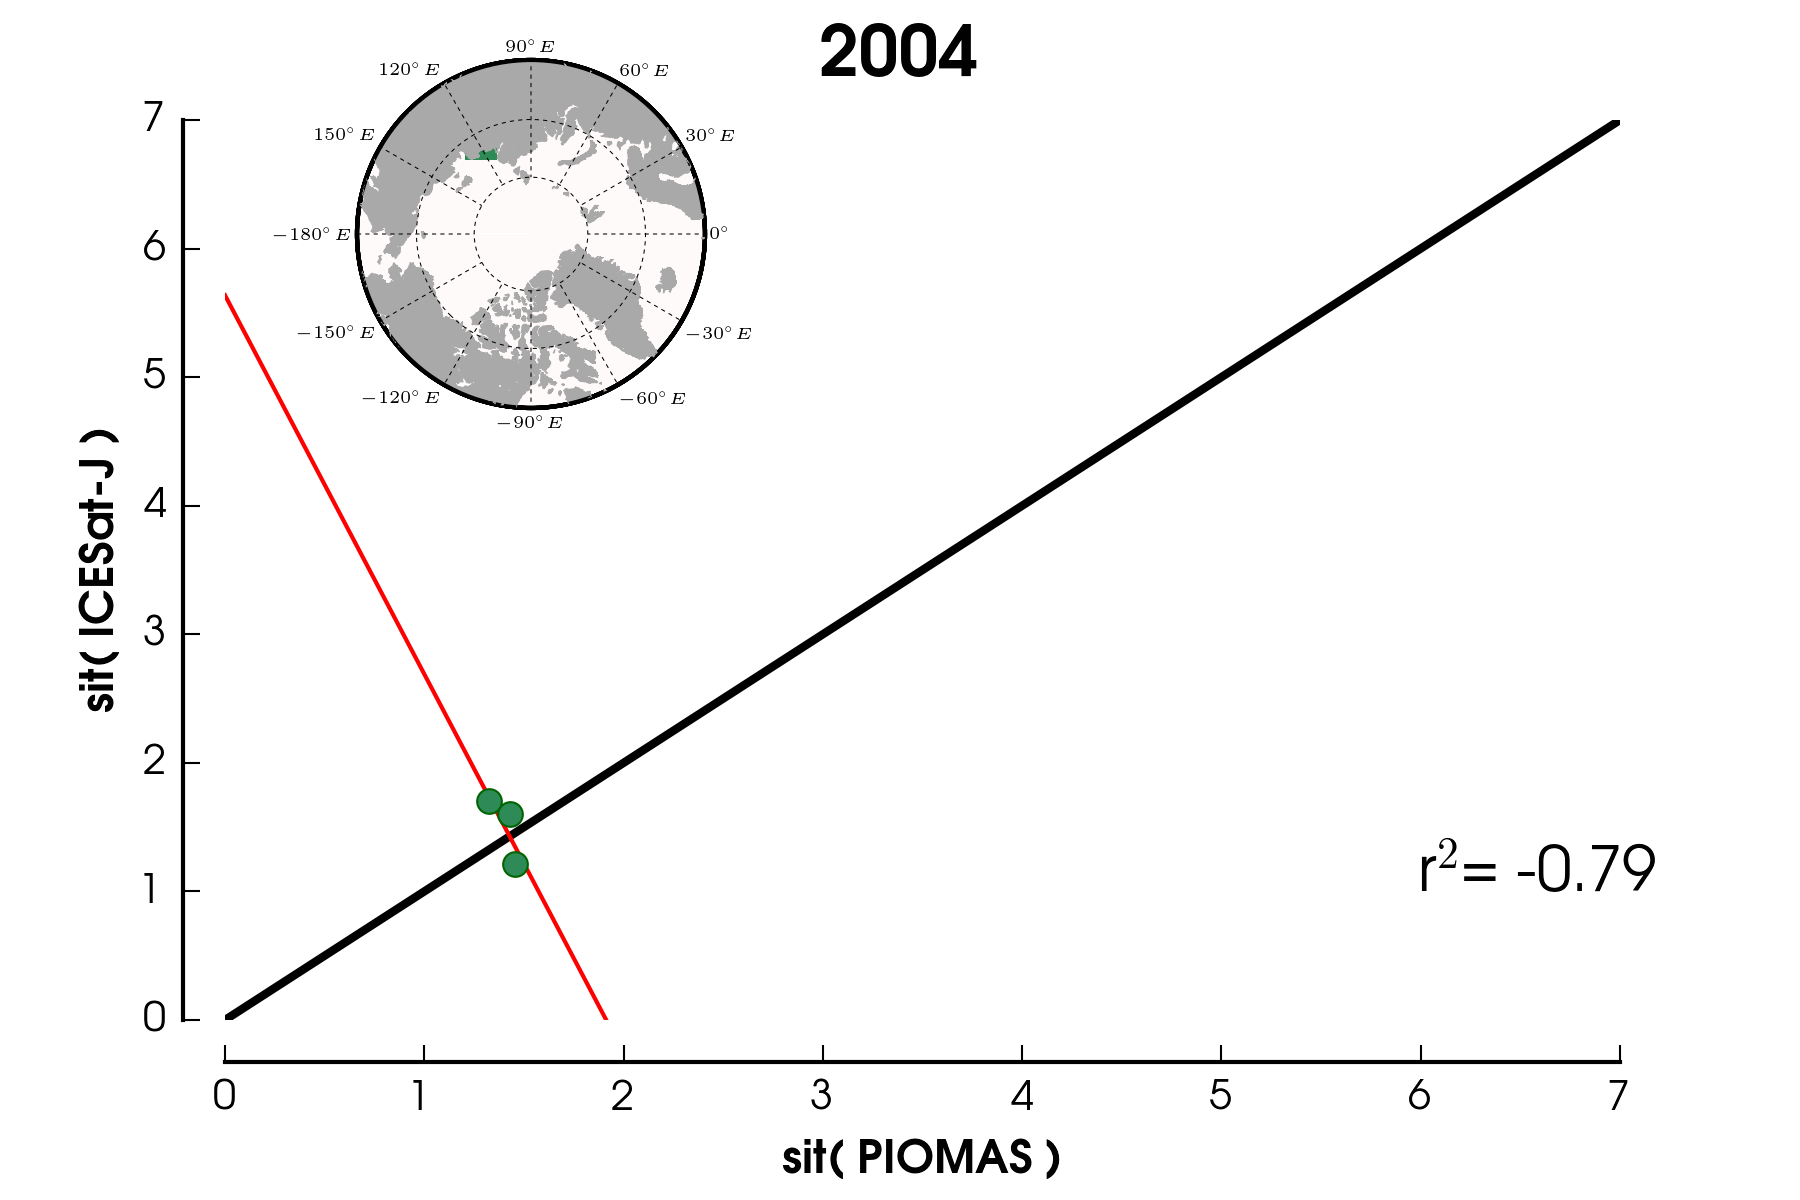 2004
90° E
120° E
60° E
150° E
30° E
−180° E
0°
−150° E
−30° E
−120° E
−60° E
−90° E
7
6
5
4
3
2
1
0
sit( ICESat-J )
r²= -0.79
0 1 2 3 4 5 6 7
sit( PIOMAS )